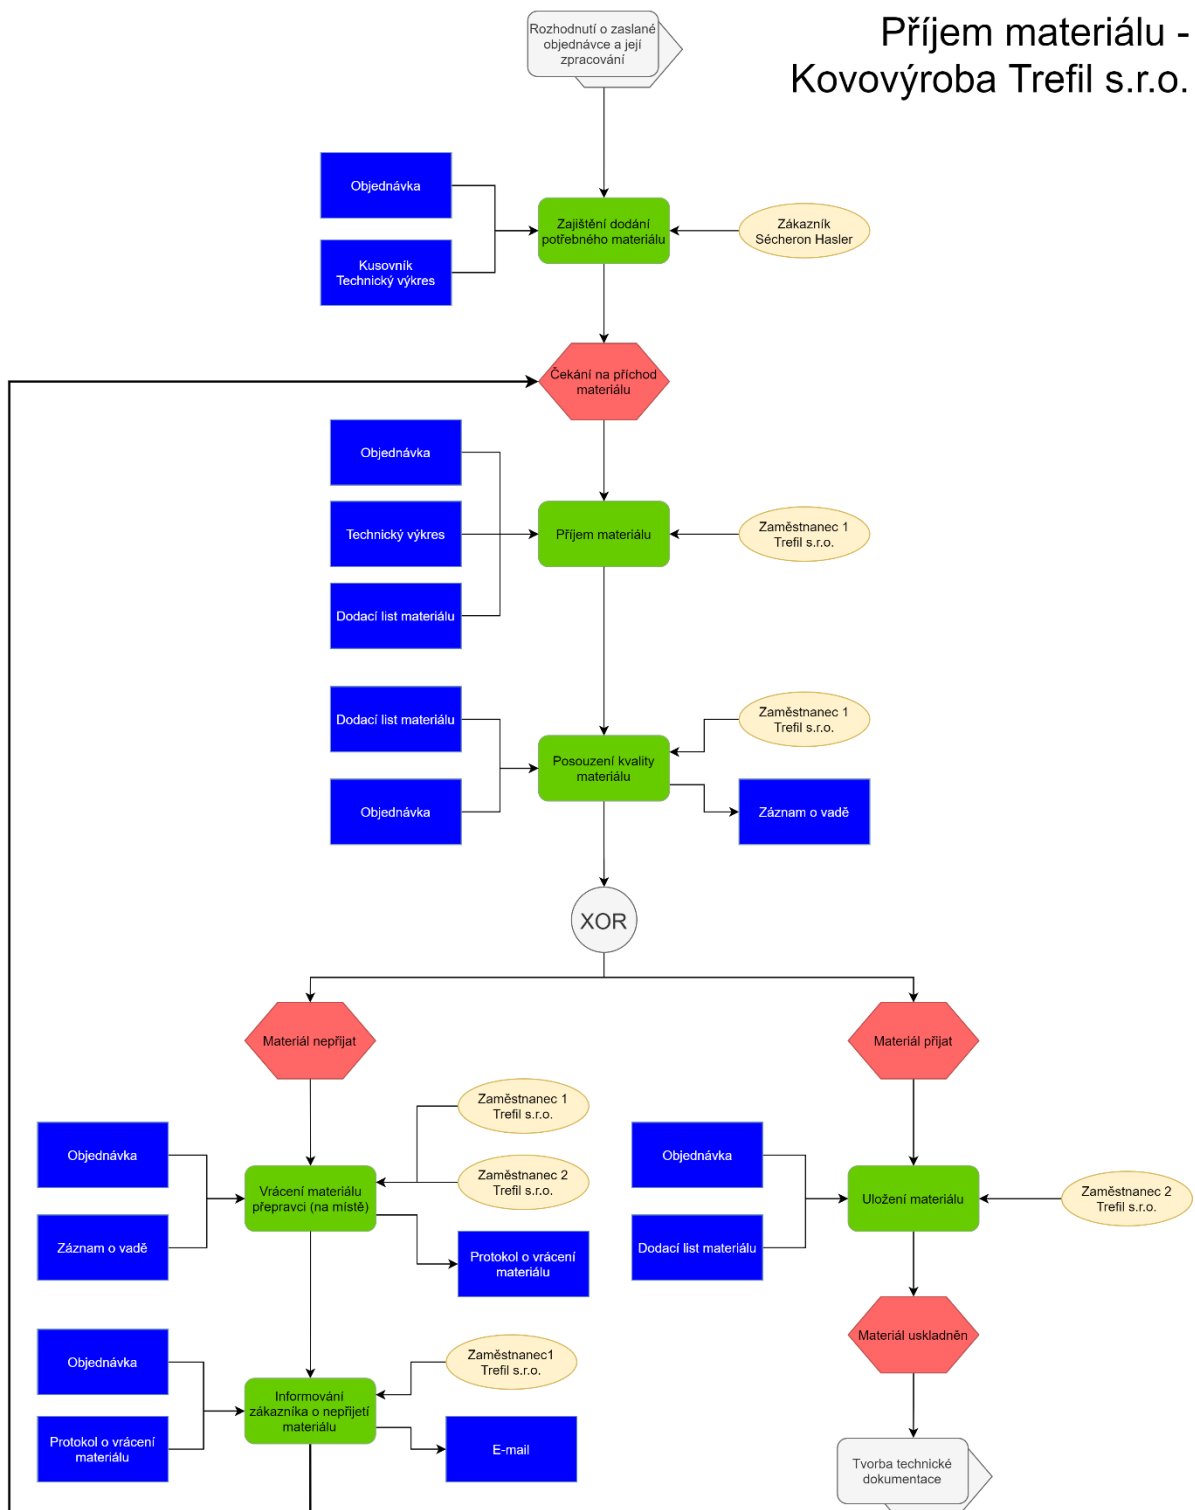 Příjem materiálu -
Kovovýroba Trefil s.r.o.
Rozhodnutí o zaslané
objednávce a její
zpracování
Objednávka
Kusovník
Technický výkres
Zajištění dodání
potřebného materiálu
Zákazník
Sécheron Hasler
Čekání na příchod
materiálu
Objednávka
Technický výkres
Dodací list materiálu
Příjem materiálu
Zaměstnanec 1
Trefil s.r.o.
Dodací list materiálu
Objednávka
Posouzení kvality
materiálu
Zaměstnanec 1
Trefil s.r.o.
Záznam o vadě
XOR
Materiál nepřijat
Materiál přijat
Zaměstnanec 1
Trefil s.r.o.
Zaměstnanec 2
Trefil s.r.o.
Objednávka
Záznam o vadě
Vrácení materiálu
přepravci (na místě)
Protokol o vrácení
materiálu
Objednávka
Dodací list materiálu
Uložení materiálu
Zaměstnanec 2
Trefil s.r.o.
Materiál uskladněn
Objednávka
Protokol o vrácení
materiálu
Informování
zákazníka o nepřijetí
materiálu
Zaměstnanec1
Trefil s.r.o.
E-mail
Tvorba technické
dokumentace